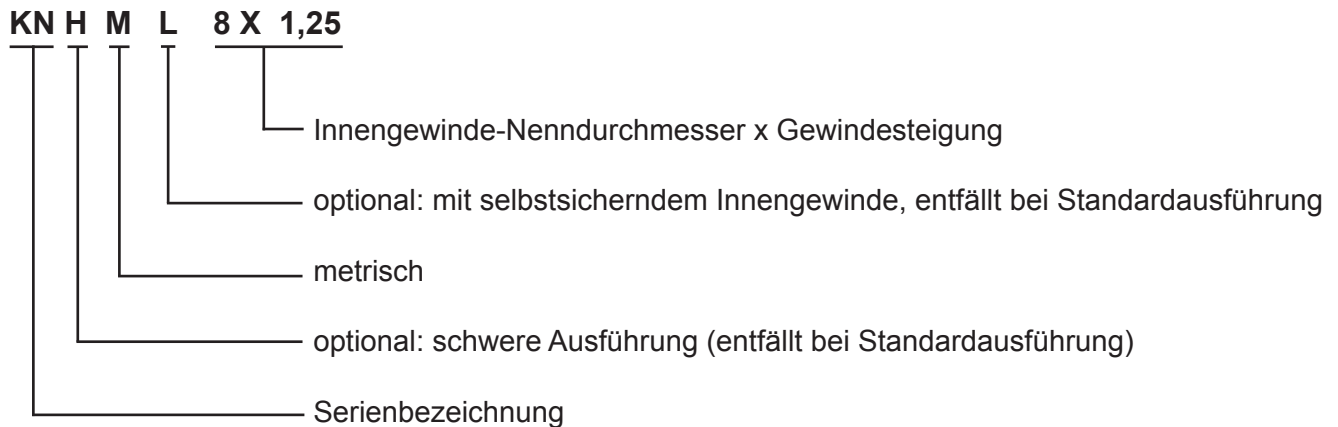 KN H M L 8 X 1,25
Innengewinde-Nenndurchmesser x Gewindesteigung
optional: mit selbstsicherndem Innengewinde, entfällt bei Standardausführung
metrisch
optional: schwere Ausführung (entfällt bei Standardausführung)
Serienbezeichnung